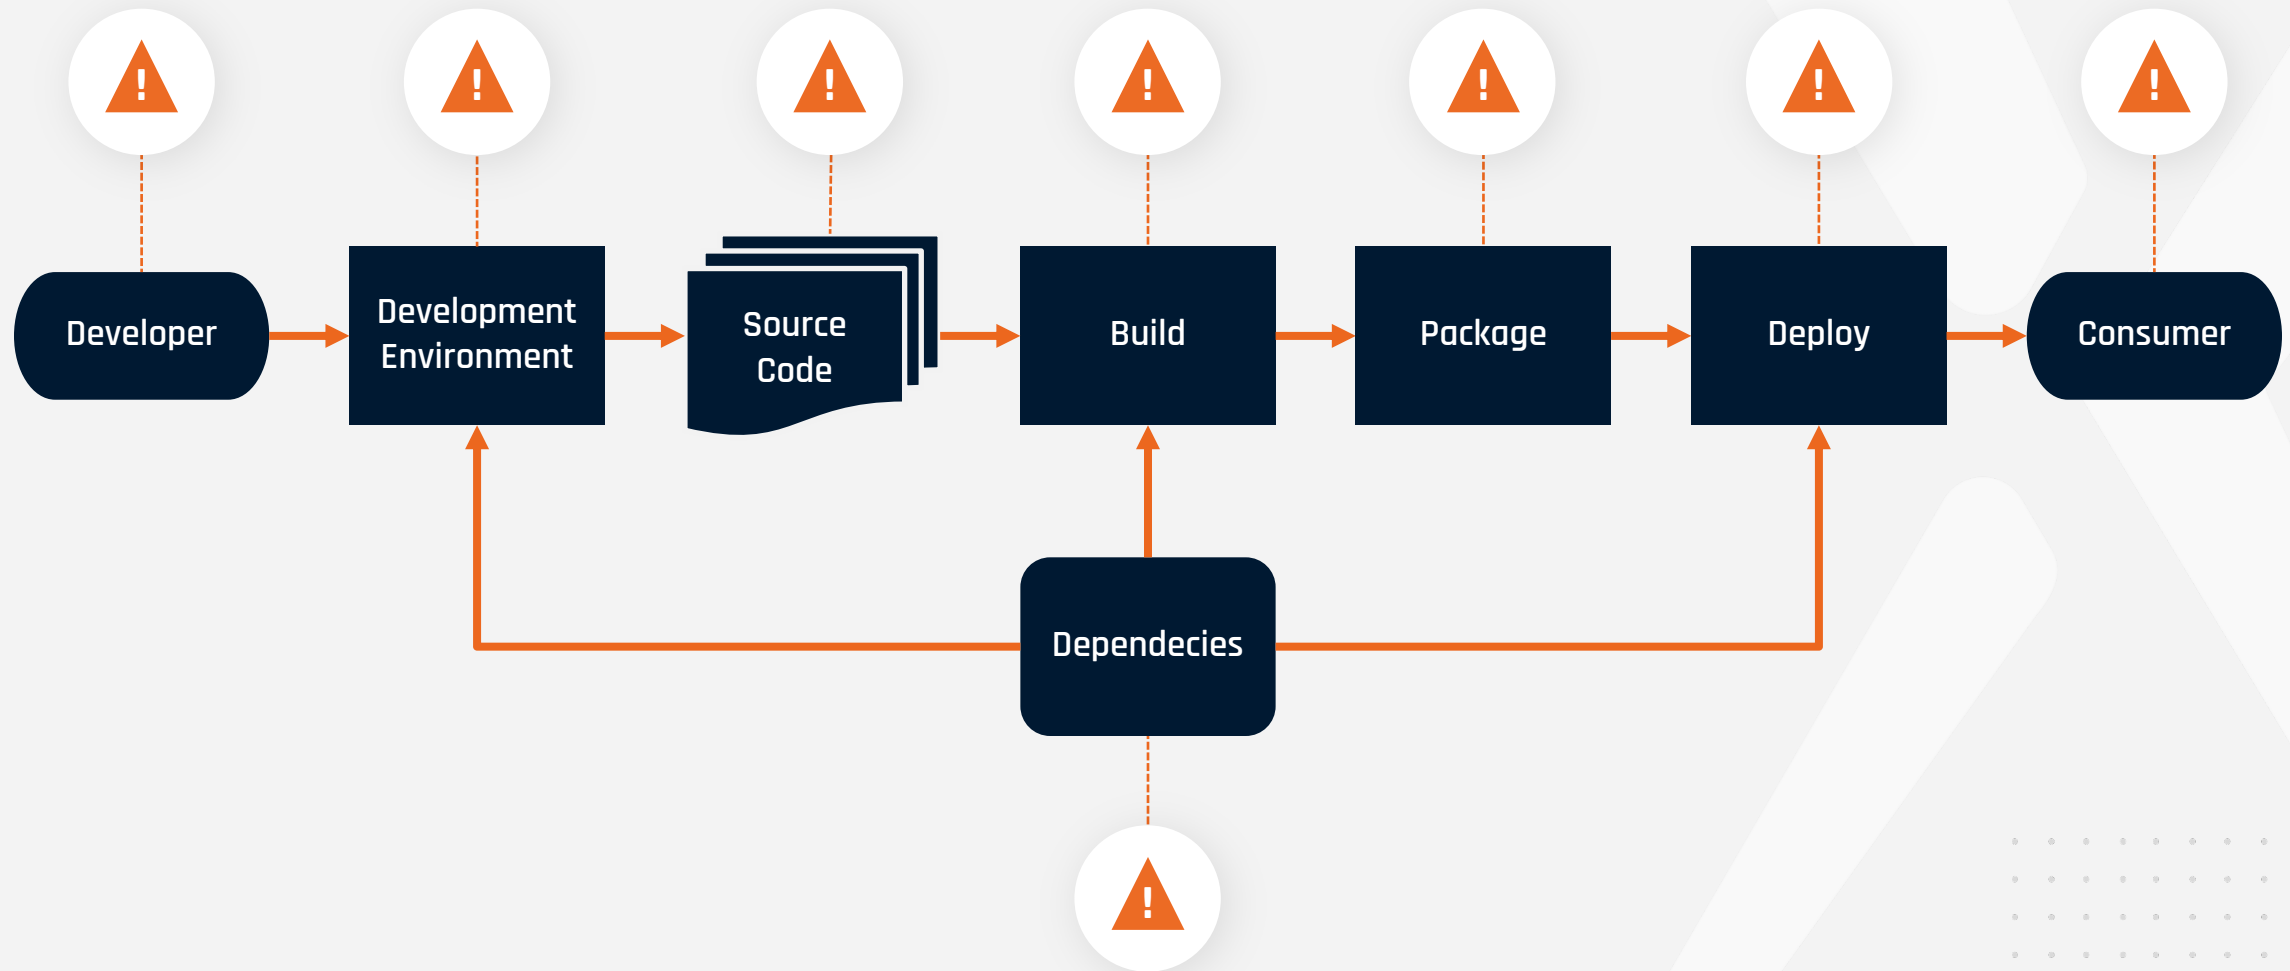 !
!
!
!
!
!
!
Developer
Development
Environment
Source
Code
Build
Package
Deploy
Consumer
Dependecies
!